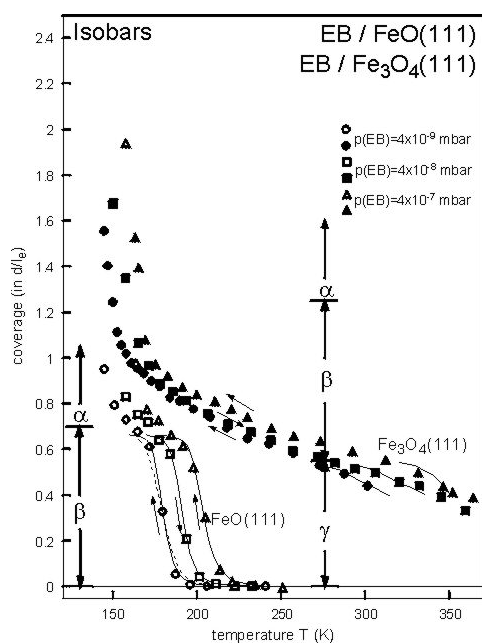 Isobars
EB / FeO(111)
EB / Fe₃O₄(111)
p(EB)=4x10⁻⁹ mbar
p(EB)=4x10⁻⁸ mbar
p(EB)=4x10⁻⁷ mbar
coverage (in d/lₑ)
2.4
2.2
2
1.8
1.6
1.4
1.2
1
0.8
0.6
0.4
0.2
0
α
β
α
β
γ
Fe₃O₄(111)
FeO(111)
150
200
250
300
350
temperature T (K)